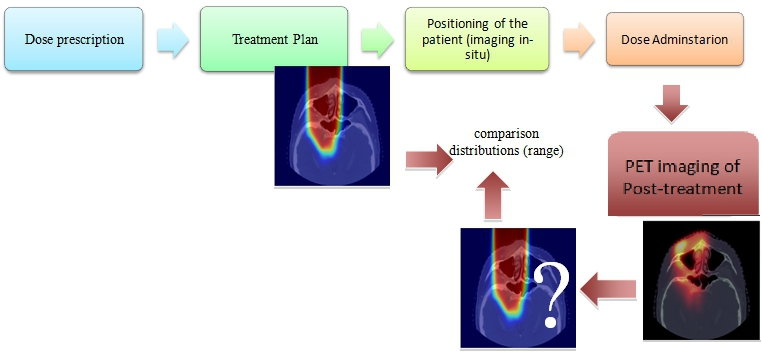 Dose prescription
Treatment Plan
Positioning of the
patient (imaging in-
situ)
Dose Adminstarion
comparison
distributions (range)
PET imaging of
Post-treatment
?